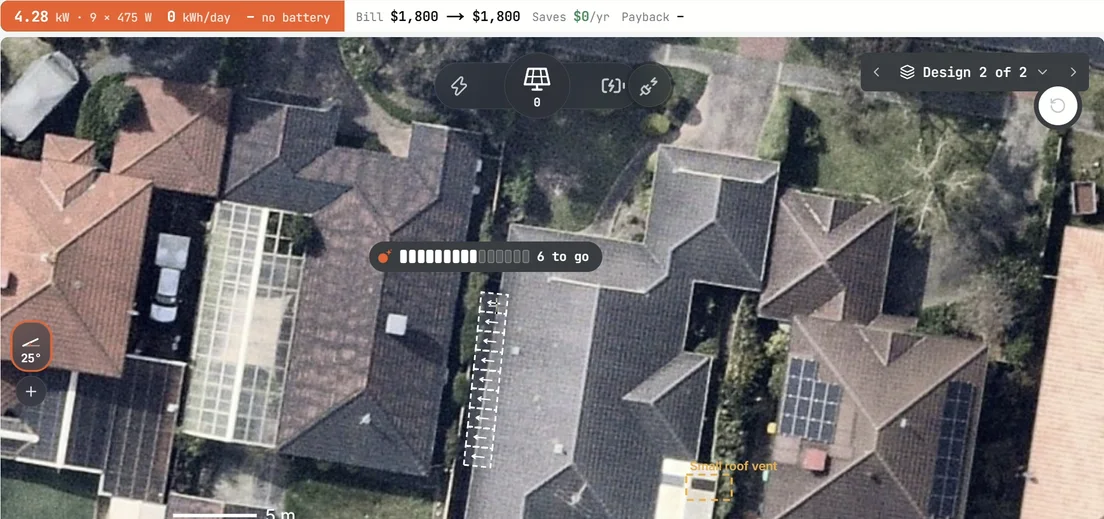 4.28 kW · 9 × 475 W 0 kWh/day – no battery Bill $1,800 → $1,800 Saves $0/yr Payback –
Design 2 of 2
0
6 to go
25°
Small roof vent
5 m